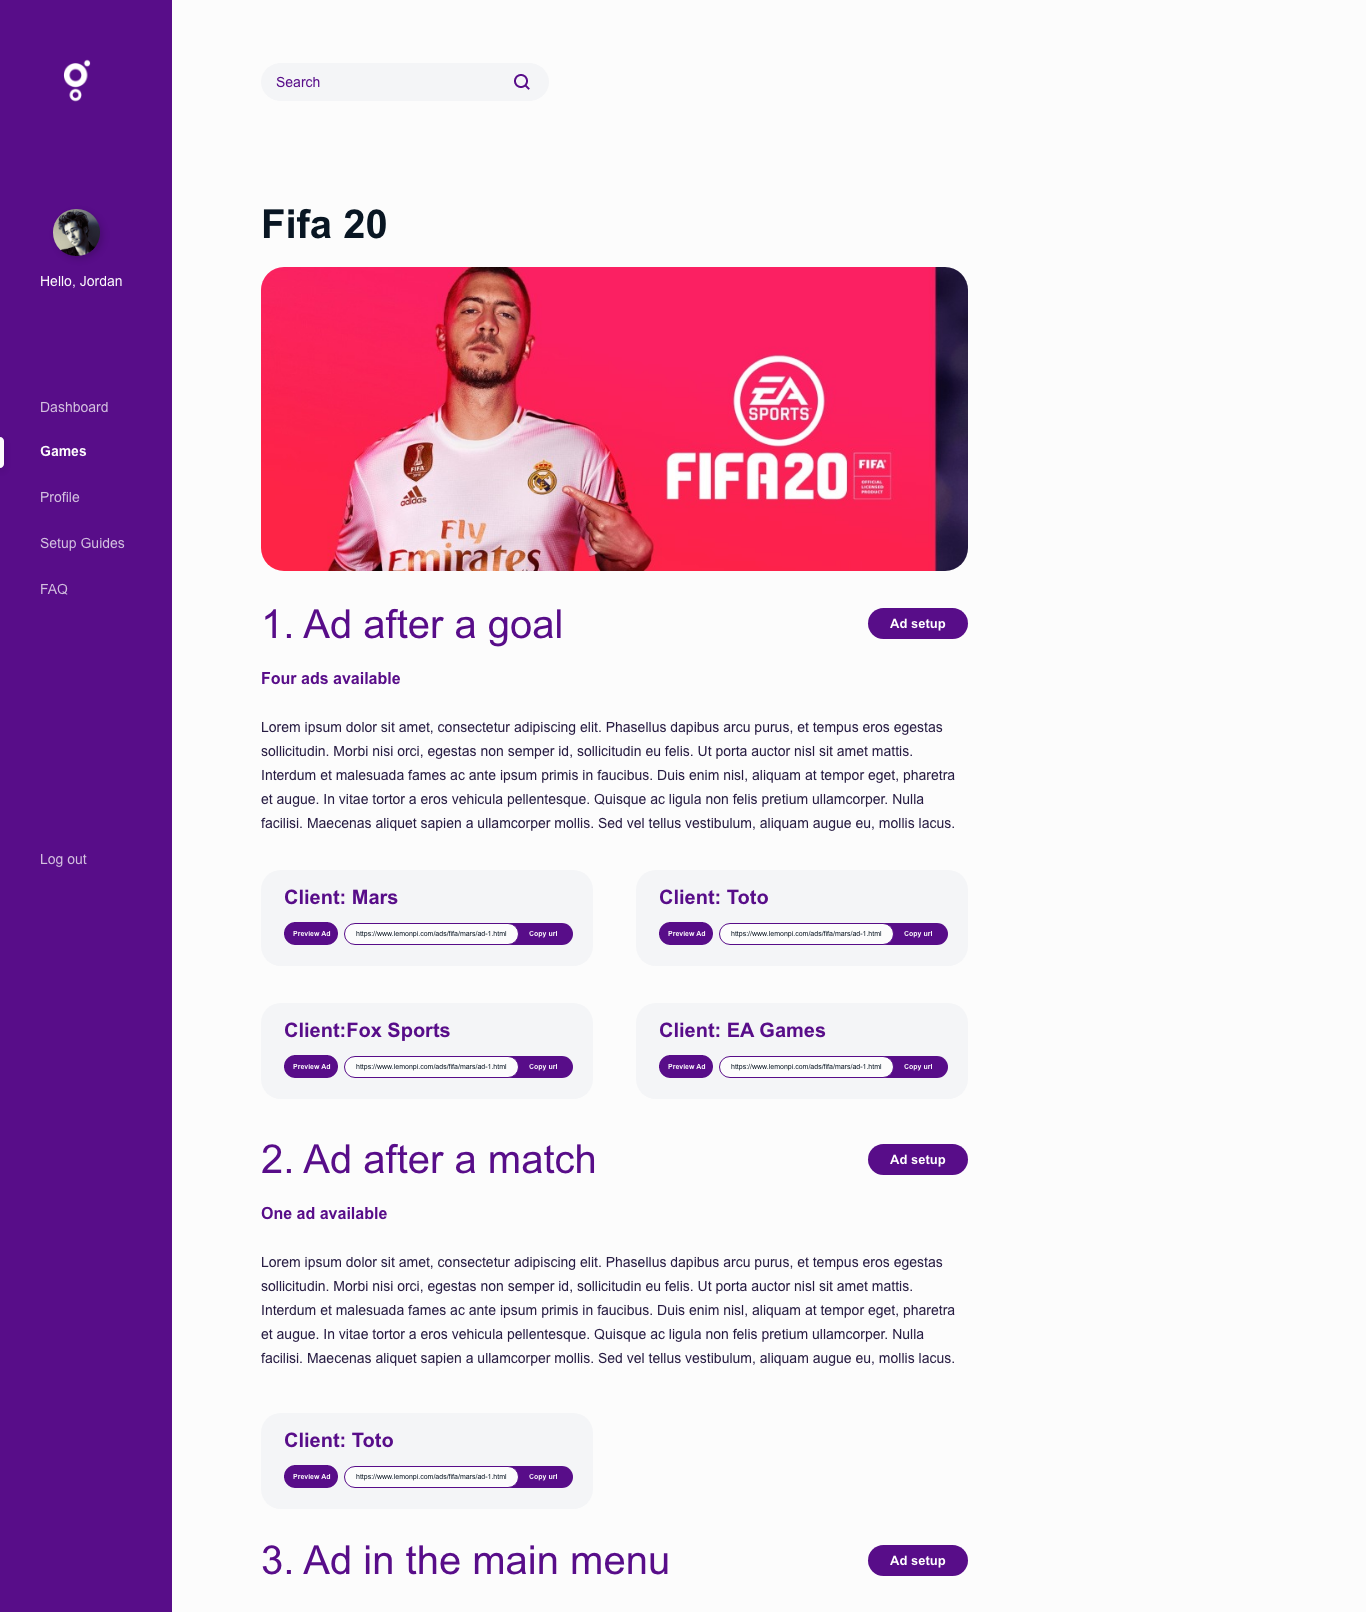 Search
Hello, Jordan
Dashboard
Games
Profile
Setup Guides
FAQ
Log out
Fifa 20
FIFA
adidas
Fly
Emirates
EA
SPORTS
FIFA20
FIFA
OFFICIAL
LICENSED
PRODUCT
1. Ad after a goal
Ad setup
Four ads available
Lorem ipsum dolor sit amet, consectetur adipiscing elit. Phasellus dapibus arcu purus, et tempus eros egestas
sollicitudin. Morbi nisi orci, egestas non semper id, sollicitudin eu felis. Ut porta auctor nisl sit amet mattis.
Interdum et malesuada fames ac ante ipsum primis in faucibus. Duis enim nisl, aliquam at tempor eget, pharetra
et augue. In vitae tortor a eros vehicula pellentesque. Quisque ac ligula non felis pretium ullamcorper. Nulla
facilisi. Maecenas aliquet sapien a ullamcorper mollis. Sed vel tellus vestibulum, aliquam augue eu, mollis lacus.
Client: Mars
Preview Ad https://www.lemonpi.com/ads/fifa/mars/ad-1.html Copy url
Client: Toto
Preview Ad https://www.lemonpi.com/ads/fifa/mars/ad-1.html Copy url
Client:Fox Sports
Preview Ad https://www.lemonpi.com/ads/fifa/mars/ad-1.html Copy url
Client: EA Games
Preview Ad https://www.lemonpi.com/ads/fifa/mars/ad-1.html Copy url
2. Ad after a match
Ad setup
One ad available
Lorem ipsum dolor sit amet, consectetur adipiscing elit. Phasellus dapibus arcu purus, et tempus eros egestas
sollicitudin. Morbi nisi orci, egestas non semper id, sollicitudin eu felis. Ut porta auctor nisl sit amet mattis.
Interdum et malesuada fames ac ante ipsum primis in faucibus. Duis enim nisl, aliquam at tempor eget, pharetra
et augue. In vitae tortor a eros vehicula pellentesque. Quisque ac ligula non felis pretium ullamcorper. Nulla
facilisi. Maecenas aliquet sapien a ullamcorper mollis. Sed vel tellus vestibulum, aliquam augue eu, mollis lacus.
Client: Toto
Preview Ad https://www.lemonpi.com/ads/fifa/mars/ad-1.html Copy url
3. Ad in the main menu
Ad setup